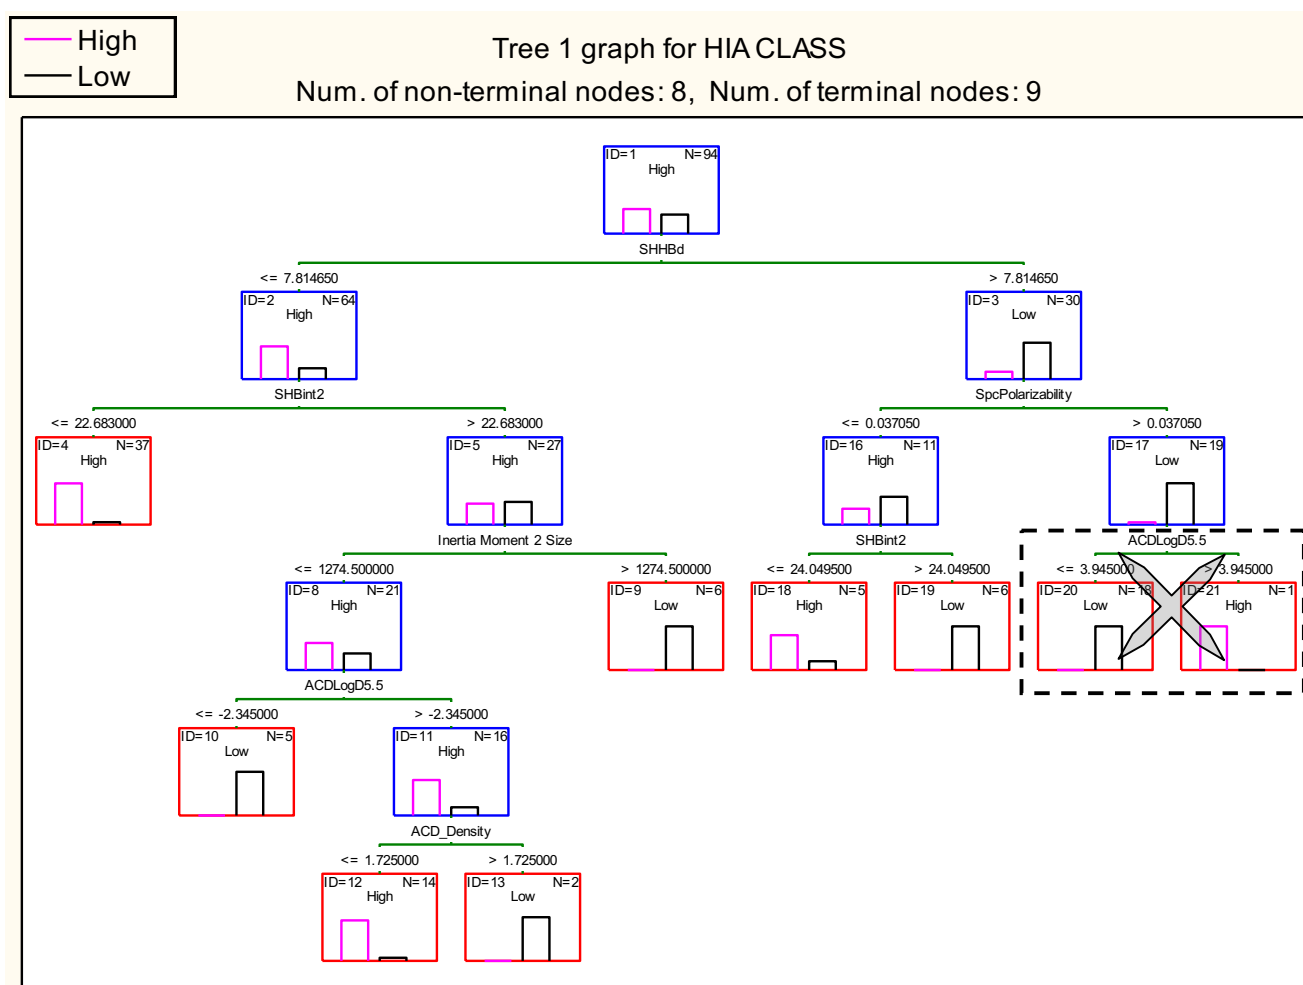 High
Low
Tree 1 graph for HIA CLASS
Num. of non-terminal nodes: 8, Num. of terminal nodes: 9
ID=1 N=94
High
SHHBd
<= 7.814650 > 7.814650
ID=2 N=64 ID=3 N=30
High Low
SHBint2 SpcPolarizability
<= 22.683000 > 22.683000 <= 0.037050 > 0.037050
ID=4 N=37 ID=5 N=27 ID=16 N=11 ID=17 N=19
High High High Low
Inertia Moment 2 Size SHBint2 ACDLogD5.5
<= 1274.500000 > 1274.500000 <= 24.049500 > 24.049500 <= 3.945000 > 3.945000
ID=8 N=21 ID=9 N=6 ID=18 N=5 ID=19 N=6 ID=20 N=18 ID=21 N=1
High Low High Low Low High
ACDLogD5.5
<= -2.345000 > -2.345000
ID=10 N=5 ID=11 N=16
Low High
ACD_Density
<= 1.725000 > 1.725000
ID=12 N=14 ID=13 N=2
High Low